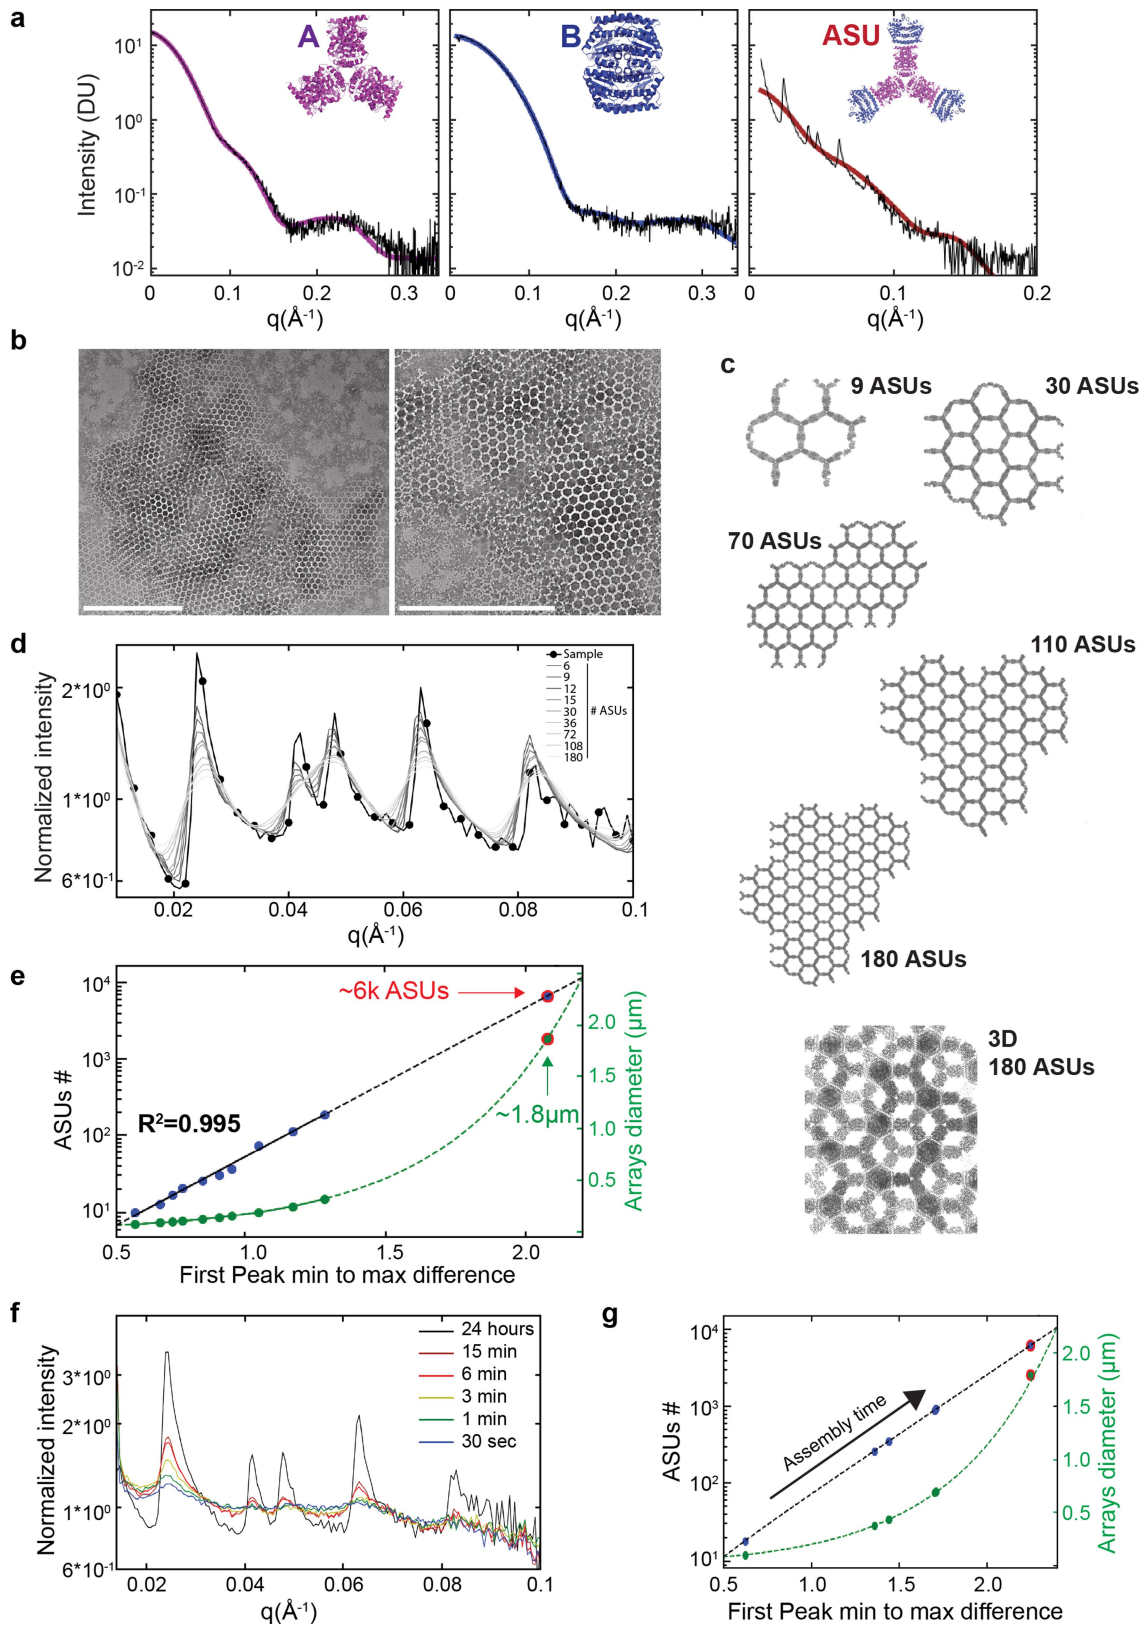 a
A
B
ASU
Intensity (DU)
10¹
10⁰
10⁻¹
10⁻²
0
0.1
0.2
0.3
0
0.1
0.2
0.3
0
0.1
0.2
q(Å⁻¹)
q(Å⁻¹)
q(Å⁻¹)
b
c
9 ASUs
30 ASUs
70 ASUs
110 ASUs
180 ASUs
3D
180 ASUs
d
Normalized intensity
2*10⁰
1*10⁰
6*10⁻¹
Sample
6
9
12
15
30
36
72
108
180
# ASUs
0.02
0.04
0.06
0.08
0.1
q(Å⁻¹)
e
ASUs #
10⁴
10³
10²
10¹
~6k ASUs
R²=0.995
~1.8µm
2.0
1.5
1.0
0.5
Arrays diameter (µm)
0.5
1.0
1.5
2.0
First Peak min to max difference
f
Normalized intensity
3*10⁰
2*10⁰
1*10⁰
6*10⁻¹
24 hours
15 min
6 min
3 min
1 min
30 sec
0.02
0.04
0.06
0.08
0.1
q(Å⁻¹)
g
ASUs #
10⁴
10³
10²
10¹
Assembly time
2.0
1.5
1.0
0.5
Arrays diameter (µm)
0.5
1.0
1.5
2.0
First Peak min to max difference